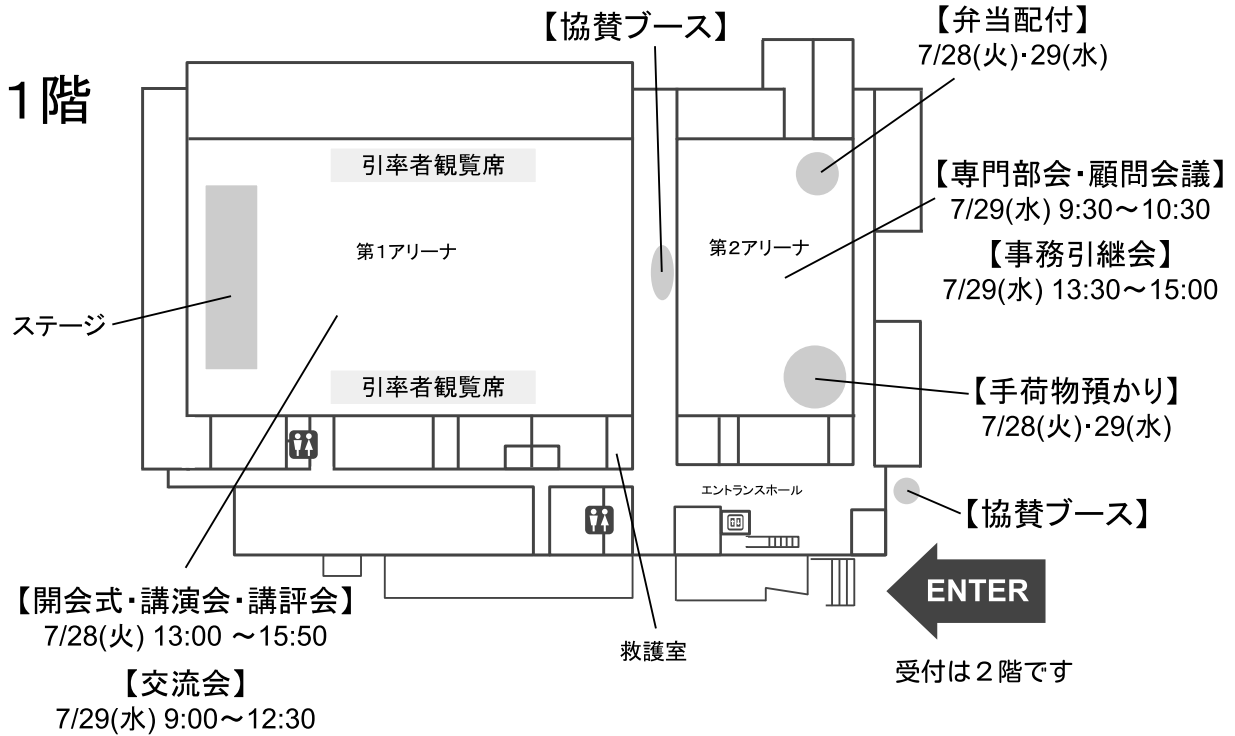 1階
【協賛ブース】
【弁当配付】
7/28(火)・29(水)
引率者観覧席
【専門部会・顧問会議】
7/29(水) 9:30～10:30
第1アリーナ
第2アリーナ
【事務引継会】
7/29(水) 13:30～15:00
ステージ
引率者観覧席
【手荷物預かり】
7/28(火)・29(水)
エントランスホール
【協賛ブース】
ENTER
【開会式・講演会・講評会】
7/28(火) 13:00 ～15:50
救護室
受付は２階です
【交流会】
7/29(水) 9:00～12:30